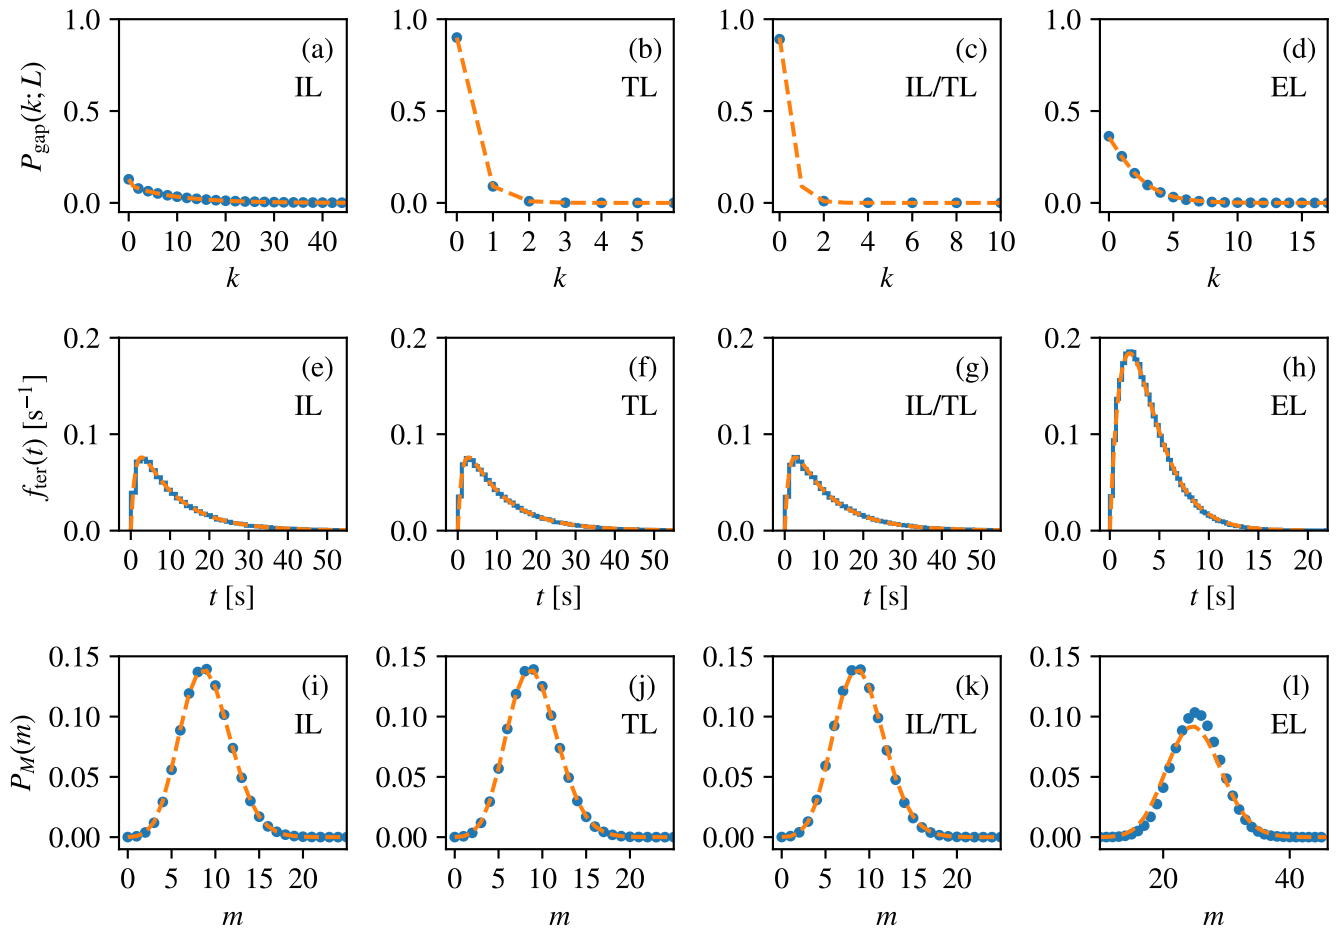 1.0 1.0 1.0 1.0
(a) (b) (c) (d)
IL TL IL/TL EL
P_gap(k; L)
0.5 0.5 0.5 0.5
0.0 0.0 0.0 0.0
0 10 20 30 40 0 1 2 3 4 5 0 2 4 6 8 10 0 5 10 15
k k k k
0.2 0.2 0.2 0.2
(e) (f) (g) (h)
IL TL IL/TL EL
f_ter(t) [s⁻¹]
0.1 0.1 0.1 0.1
0.0 0.0 0.0 0.0
0 10 20 30 40 50 0 10 20 30 40 50 0 10 20 30 40 50 0 5 10 15 20
t [s] t [s] t [s] t [s]
0.15 0.15 0.15 0.15
(i) (j) (k) (l)
IL TL IL/TL EL
0.10 0.10 0.10 0.10
P_M(m)
0.05 0.05 0.05 0.05
0.00 0.00 0.00 0.00
0 5 10 15 20 0 5 10 15 20 0 5 10 15 20 20 40
m m m m